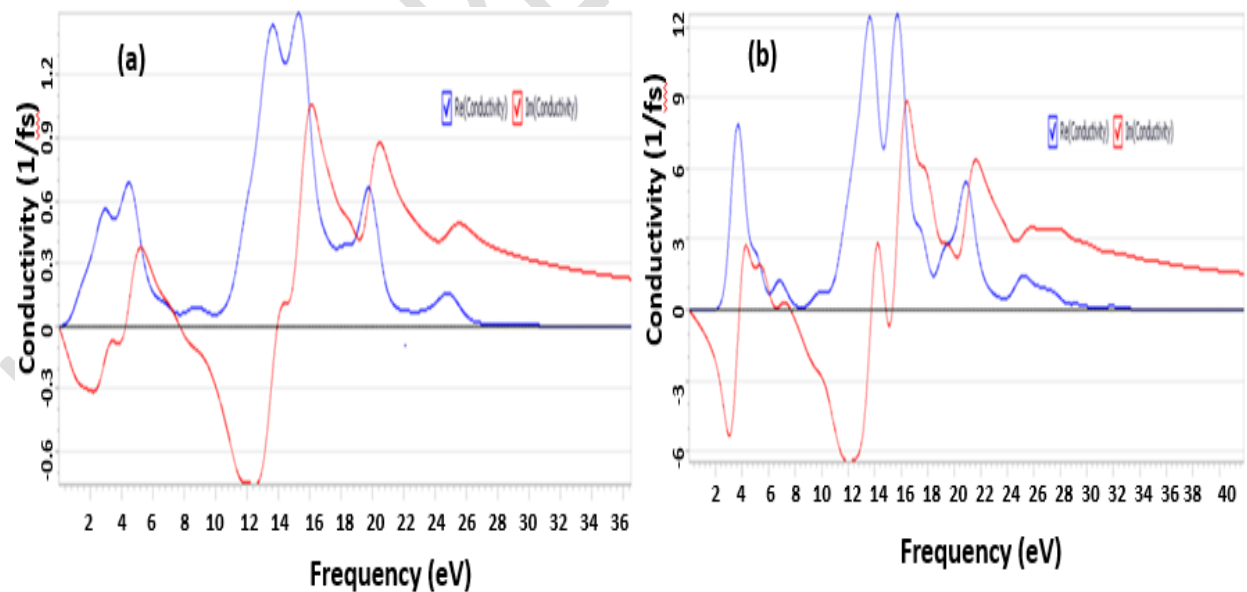 (a)
Conductivity (1/fs)
1.2
0.9
0.6
0.3
0
-0.3
-0.6
Re(Conductivity) Im(Conductivity)
2 4 6 8 10 12 14 16 18 20 22 24 26 28 30 32 34 36
Frequency (eV)
(b)
Conductivity (1/fs)
12
9
6
3
0
-3
-6
Re(Conductivity) Im(Conductivity)
2 4 6 8 10 12 14 16 18 20 22 24 26 28 30 32 34 36 38 40
Frequency (eV)